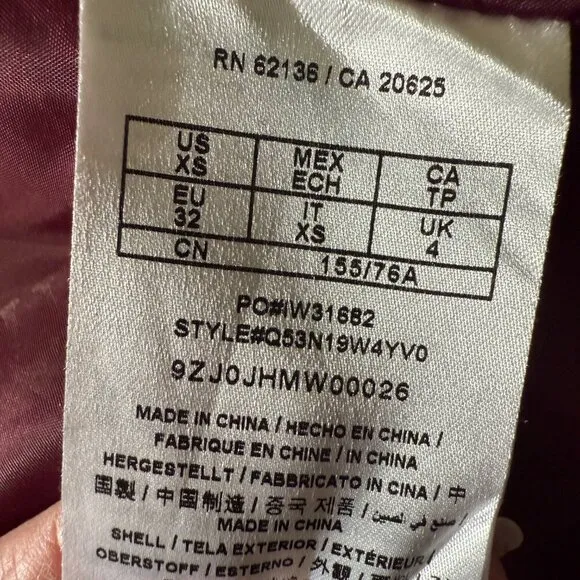 RN 62136 / CA 20625
US XS MEX ECH CA TP
EU 32 IT XS UK 4
CN 155/76A
PO#IW31682
STYLE#Q53N19W4YV0
9ZJ0JHMW00026
MADE IN CHINA / HECHO EN CHINA /
FABRIQUE EN CHINE / IN CHINA
HERGESTELLT / FABBRICATO IN CINA / 中
国製 / 中国制造 / 중국 제품 / صنع في الصين /
MADE IN CHINA
SHELL / TELA EXTERIOR / EXTÉRIEUR /
OBERSTOFF / ESTERNO / 外